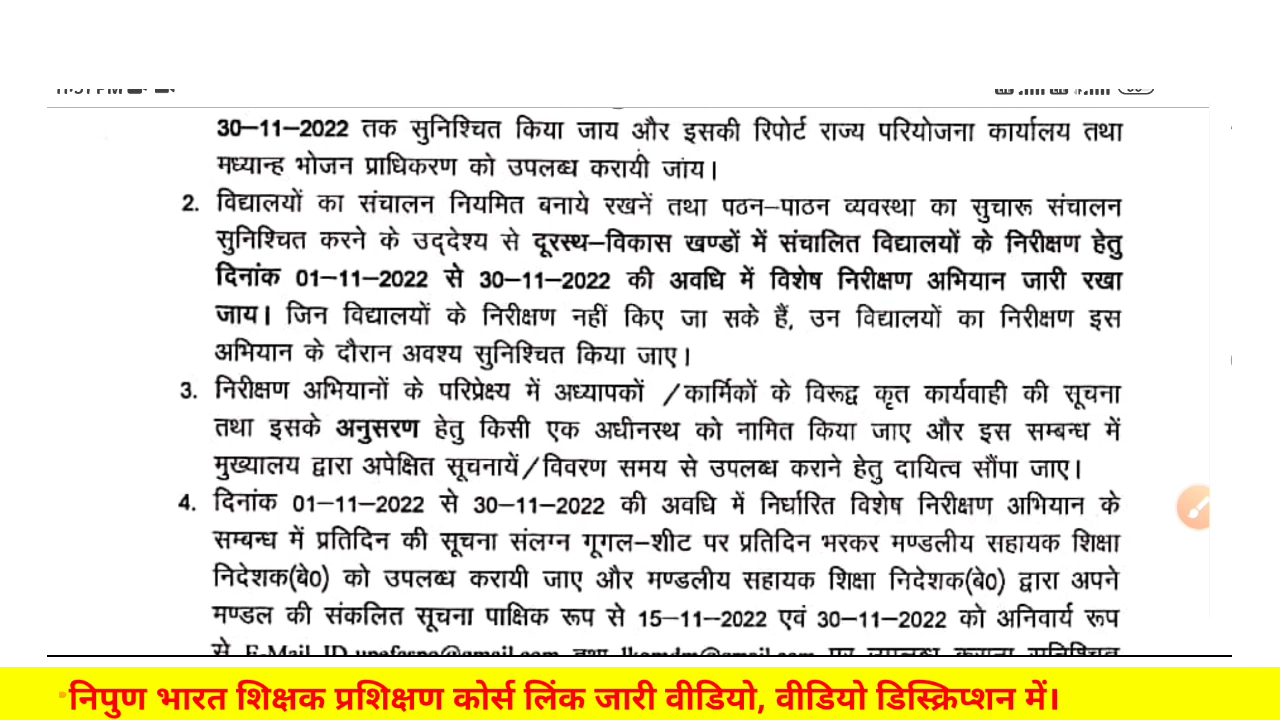 30–11–2022 तक सुनिश्चित किया जाय और इसकी रिपोर्ट राज्य परियोजना कार्यालय तथा
मध्यान्ह भोजन प्राधिकरण को उपलब्ध करायी जांय।
2. विद्यालयों का संचालन नियमित बनाये रखनें तथा पठन–पाठन व्यवस्था का सुचारू संचालन
सुनिश्चित करने के उद्देश्य से दूरस्थ–विकास खण्डों में संचालित विद्यालयों के निरीक्षण हेतु
दिनांक 01–11–2022 से 30–11–2022 की अवधि में विशेष निरीक्षण अभियान जारी रखा
जाय। जिन विद्यालयों के निरीक्षण नहीं किए जा सके हैं, उन विद्यालयों का निरीक्षण इस
अभियान के दौरान अवश्य सुनिश्चित किया जाए।
3. निरीक्षण अभियानों के परिप्रेक्ष्य में अध्यापकों /कार्मिकों के विरूद्व कृत कार्यवाही की सूचना
तथा इसके अनुसरण हेतु किसी एक अधीनस्थ को नामित किया जाए और इस सम्बन्ध में
मुख्यालय द्वारा अपेक्षित सूचनायें/विवरण समय से उपलब्ध कराने हेतु दायित्व सौंपा जाए।
4. दिनांक 01–11–2022 से 30–11–2022 की अवधि में निर्धारित विशेष निरीक्षण अभियान के
सम्बन्ध में प्रतिदिन की सूचना संलग्न गूगल–शीट पर प्रतिदिन भरकर मण्डलीय सहायक शिक्षा
निदेशक(बे0) को उपलब्ध करायी जाए और मण्डलीय सहायक शिक्षा निदेशक(बे0) द्वारा अपने
मण्डल की संकलित सूचना पाक्षिक रूप से 15–11–2022 एवं 30–11–2022 को अनिवार्य रूप
से E-Mail ID तथा पर उपलब्ध कराना सुनिश्चित
निपुण भारत शिक्षक प्रशिक्षण कोर्स लिंक जारी वीडियो, वीडियो डिस्क्रिप्शन में।